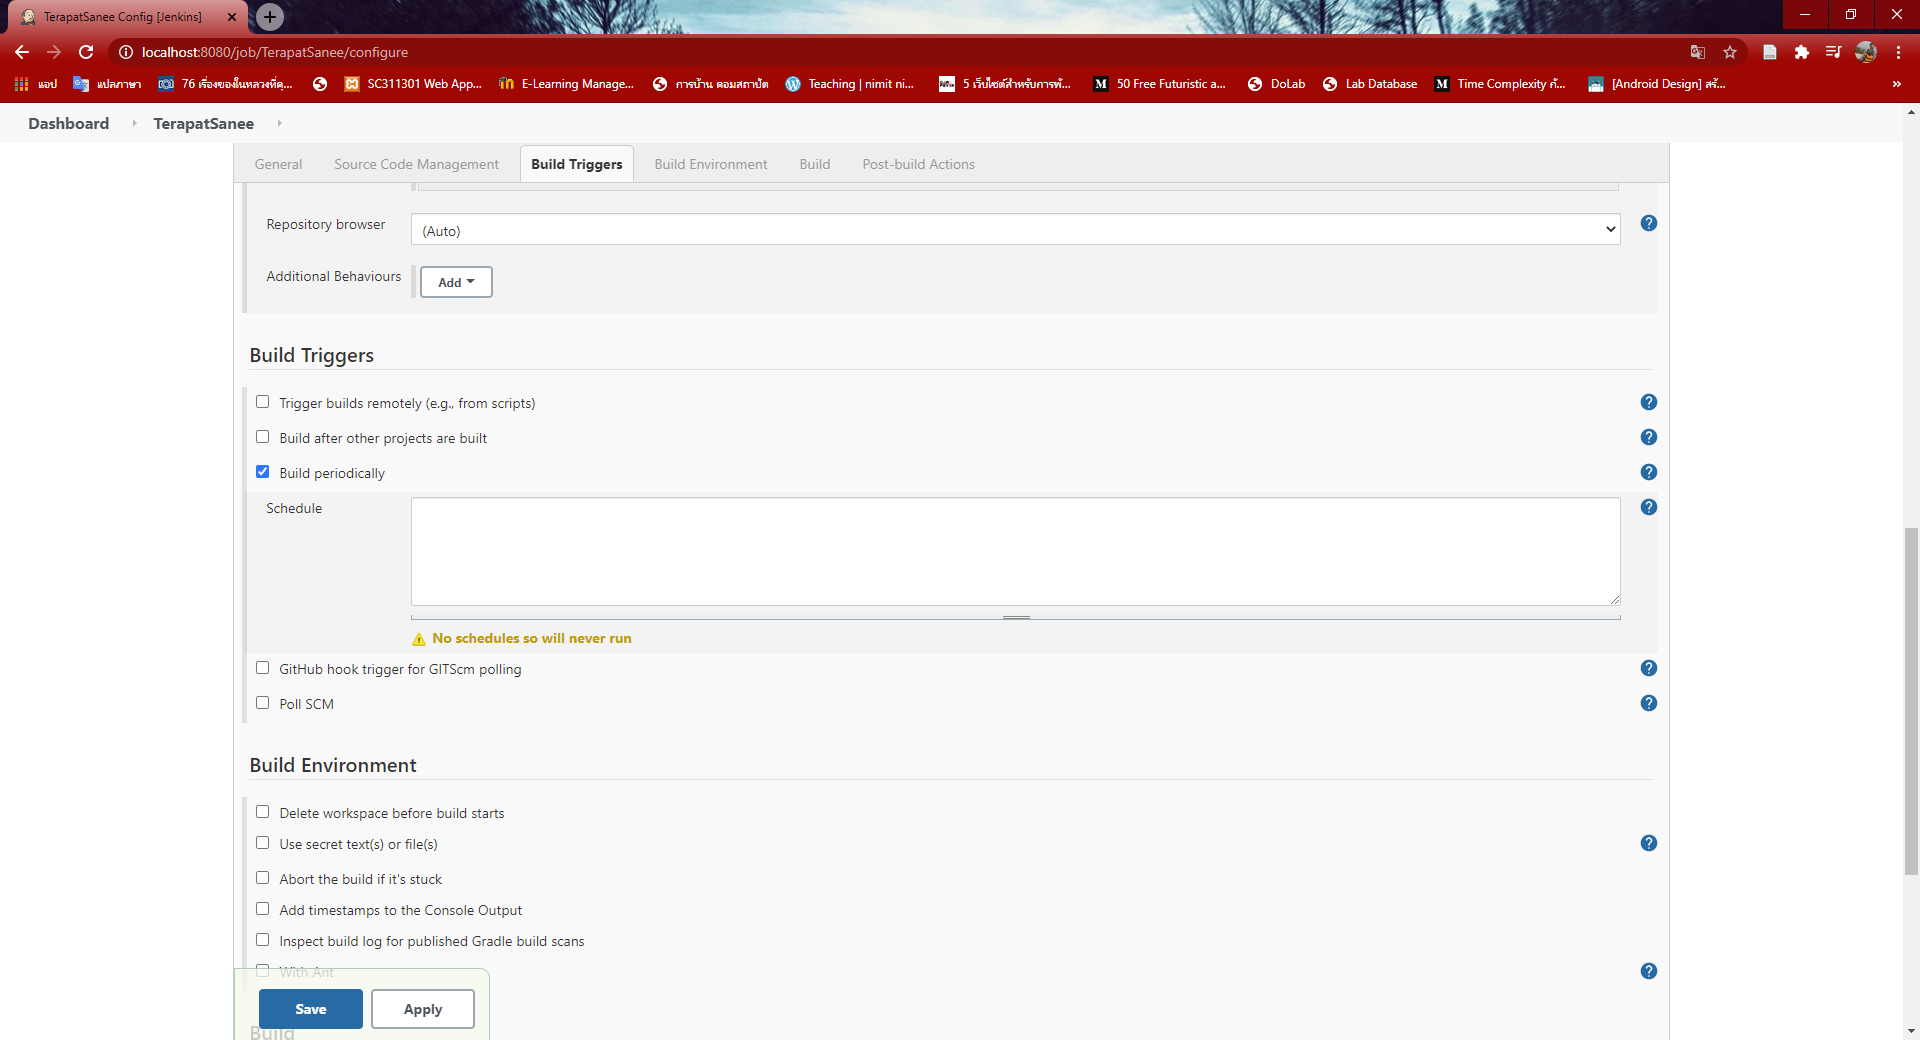 TerapatSanee Config [Jenkins]
localhost:8080/job/TerapatSanee/configure
แอป
แปลภาษา
76 เรื่องของในหลวงที่ดุ...
SC311301 Web App...
E-Learning Manage...
การบ้าน ดอมสถาปัต
Teaching | nimit ni...
5 เว็บไซต์สำหรับการพั...
50 Free Futuristic a...
DoLab
Lab Database
Time Complexity ก้...
[Android Design] สร้...
Dashboard
TerapatSanee
General
Source Code Management
Build Triggers
Build Environment
Build
Post-build Actions
Repository browser
(Auto)
Additional Behaviours
Add
Build Triggers
Trigger builds remotely (e.g., from scripts)
Build after other projects are built
Build periodically
Schedule
No schedules so will never run
GitHub hook trigger for GITScm polling
Poll SCM
Build Environment
Delete workspace before build starts
Use secret text(s) or file(s)
Abort the build if it's stuck
Add timestamps to the Console Output
Inspect build log for published Gradle build scans
With Ant
Save
Apply
Build